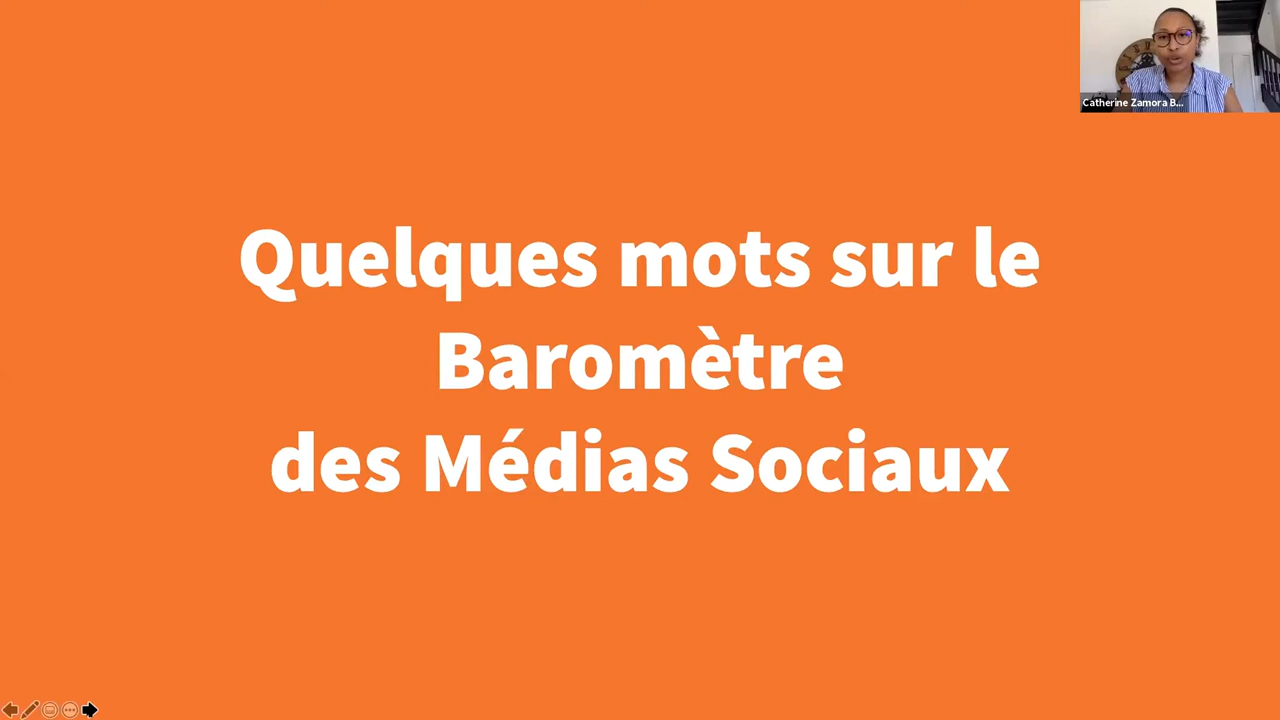 Catherine Zamora B...
Quelques mots sur le
Baromètre
des Médias Sociaux